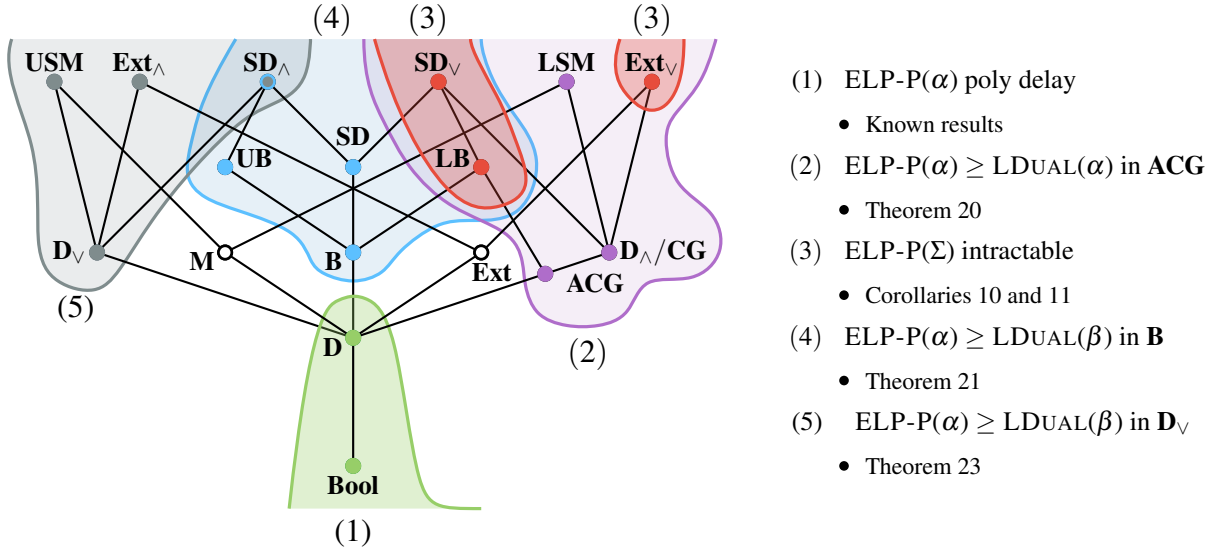 (4) (3) (3)
USM Ext∧ SD∧ SD∨ LSM Ext∨
UB SD LB
D∨ M B Ext D∧/CG
ACG
(5)
D
(2)
Bool
(1)
(1) ELP-P(α) poly delay
• Known results
(2) ELP-P(α) ≥ LDUAL(α) in ACG
• Theorem 20
(3) ELP-P(Σ) intractable
• Corollaries 10 and 11
(4) ELP-P(α) ≥ LDUAL(β) in B
• Theorem 21
(5) ELP-P(α) ≥ LDUAL(β) in D∨
• Theorem 23